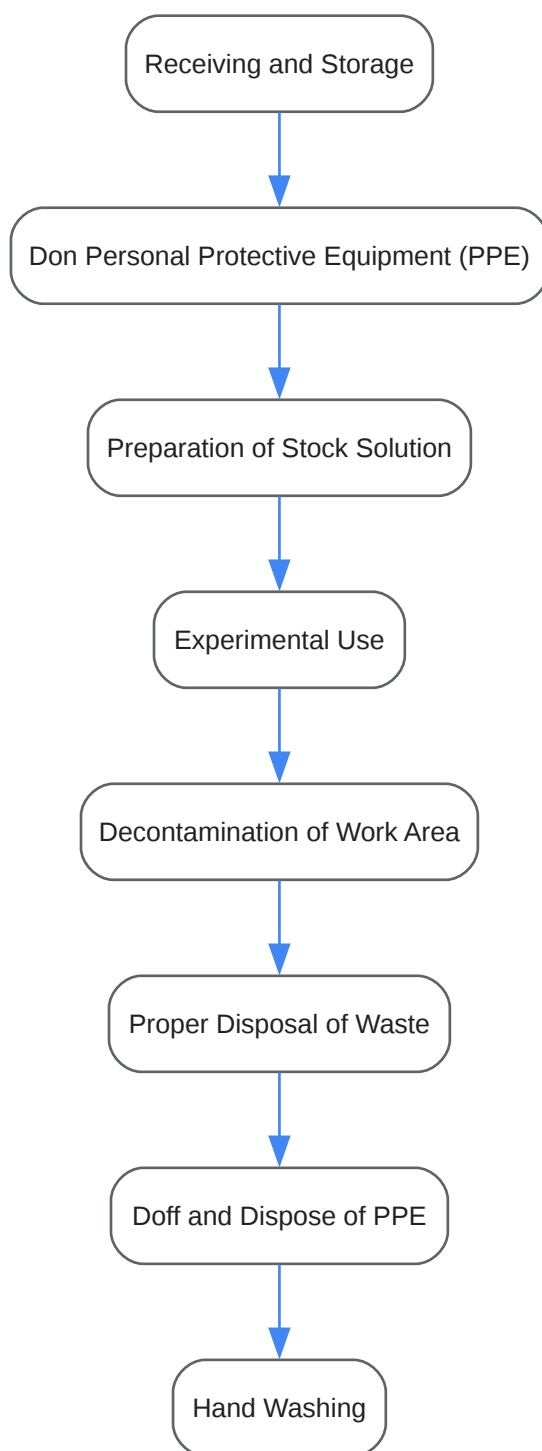 Receiving and Storage
Don Personal Protective Equipment (PPE)
Preparation of Stock Solution
Experimental Use
Decontamination of Work Area
Proper Disposal of Waste
Doff and Dispose of PPE
Hand Washing